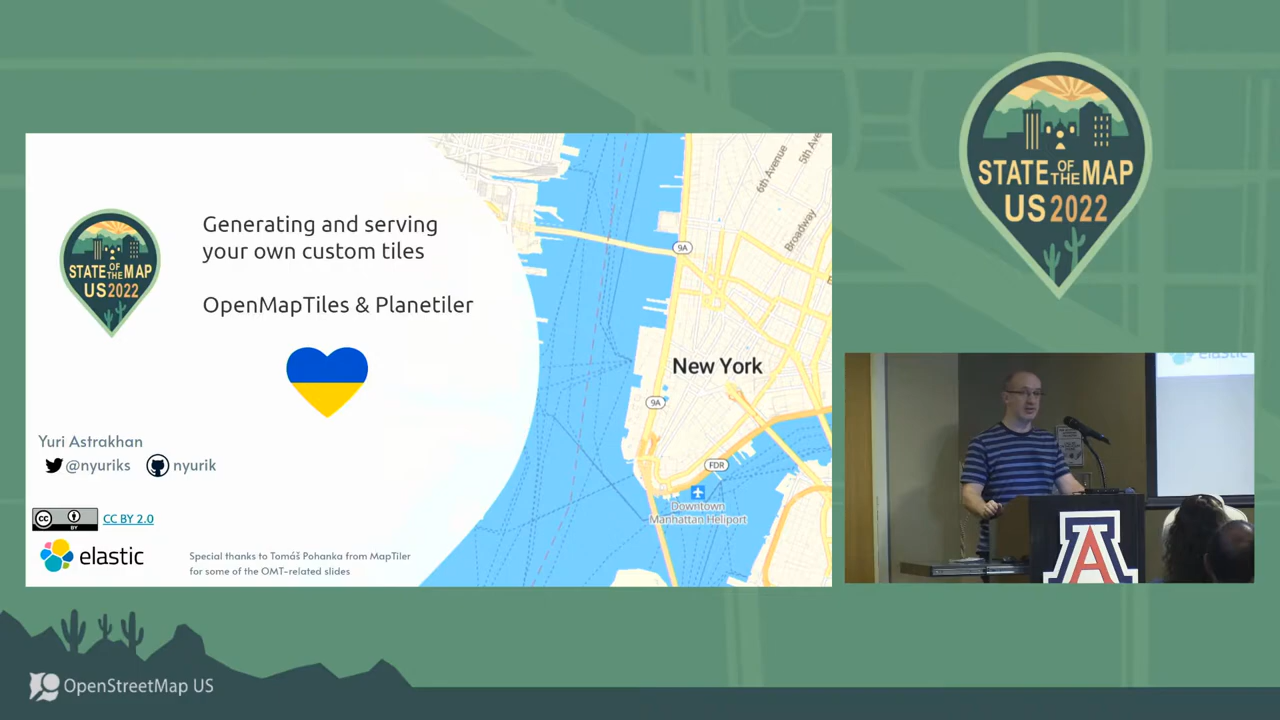 STATE OF THE MAP
US 2022
Generating and serving
your own custom tiles
OpenMapTiles & Planetiler
Yuri Astrakhan
@nyuriks nyurik
cc BY CC BY 2.0
elastic
Special thanks to Tomáš Pohanka from MapTiler
for some of the OMT-related slides
6th Avenue
5th Ave
Broadway
9A
New York
9A
FDR
Downtown
Manhattan Heliport
STATE OF THE MAP
US 2022
elastic
A
OpenStreetMap US